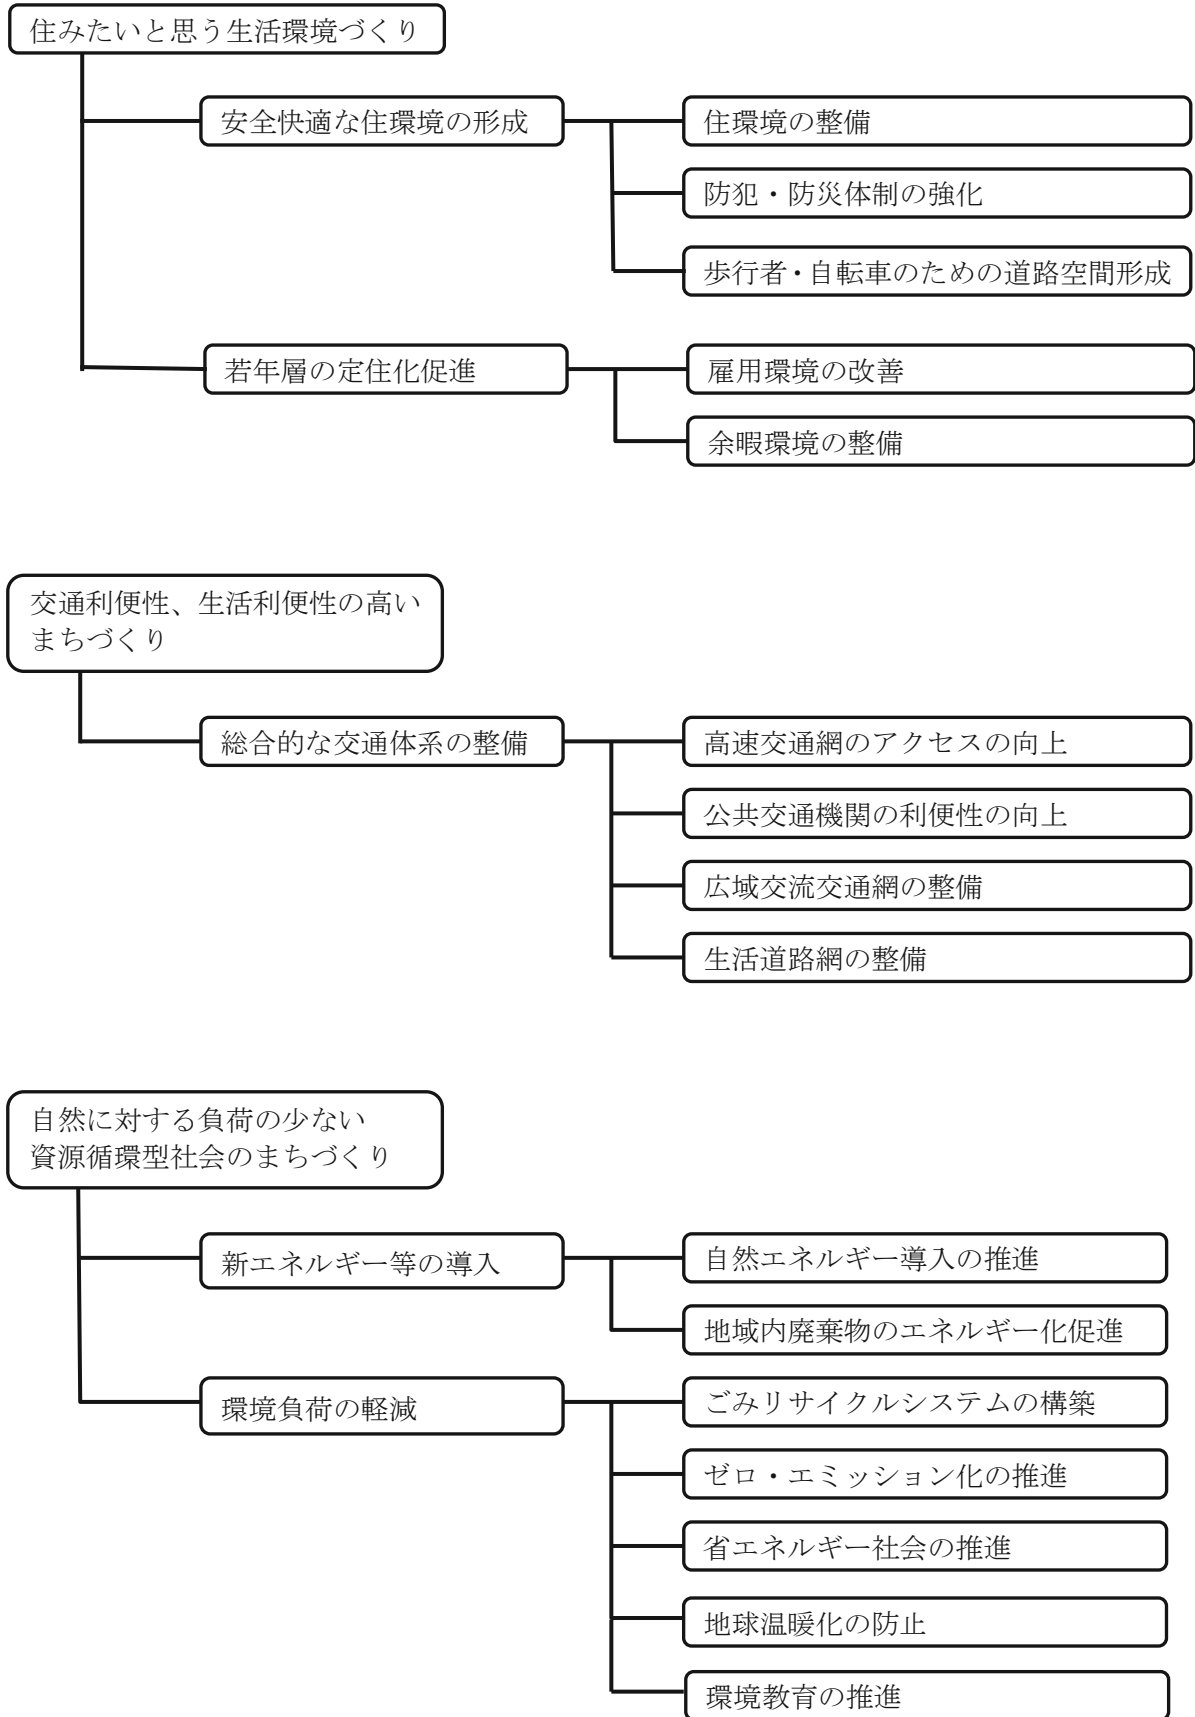 住みたいと思う生活環境づくり
安全快適な住環境の形成
住環境の整備
防犯・防災体制の強化
歩行者・自転車のための道路空間形成
若年層の定住化促進
雇用環境の改善
余暇環境の整備
交通利便性、生活利便性の高い
まちづくり
総合的な交通体系の整備
高速交通網のアクセスの向上
公共交通機関の利便性の向上
広域交流交通網の整備
生活道路網の整備
自然に対する負荷の少ない
資源循環型社会のまちづくり
新エネルギー等の導入
自然エネルギー導入の推進
地域内廃棄物のエネルギー化促進
環境負荷の軽減
ごみリサイクルシステムの構築
ゼロ・エミッション化の推進
省エネルギー社会の推進
地球温暖化の防止
環境教育の推進